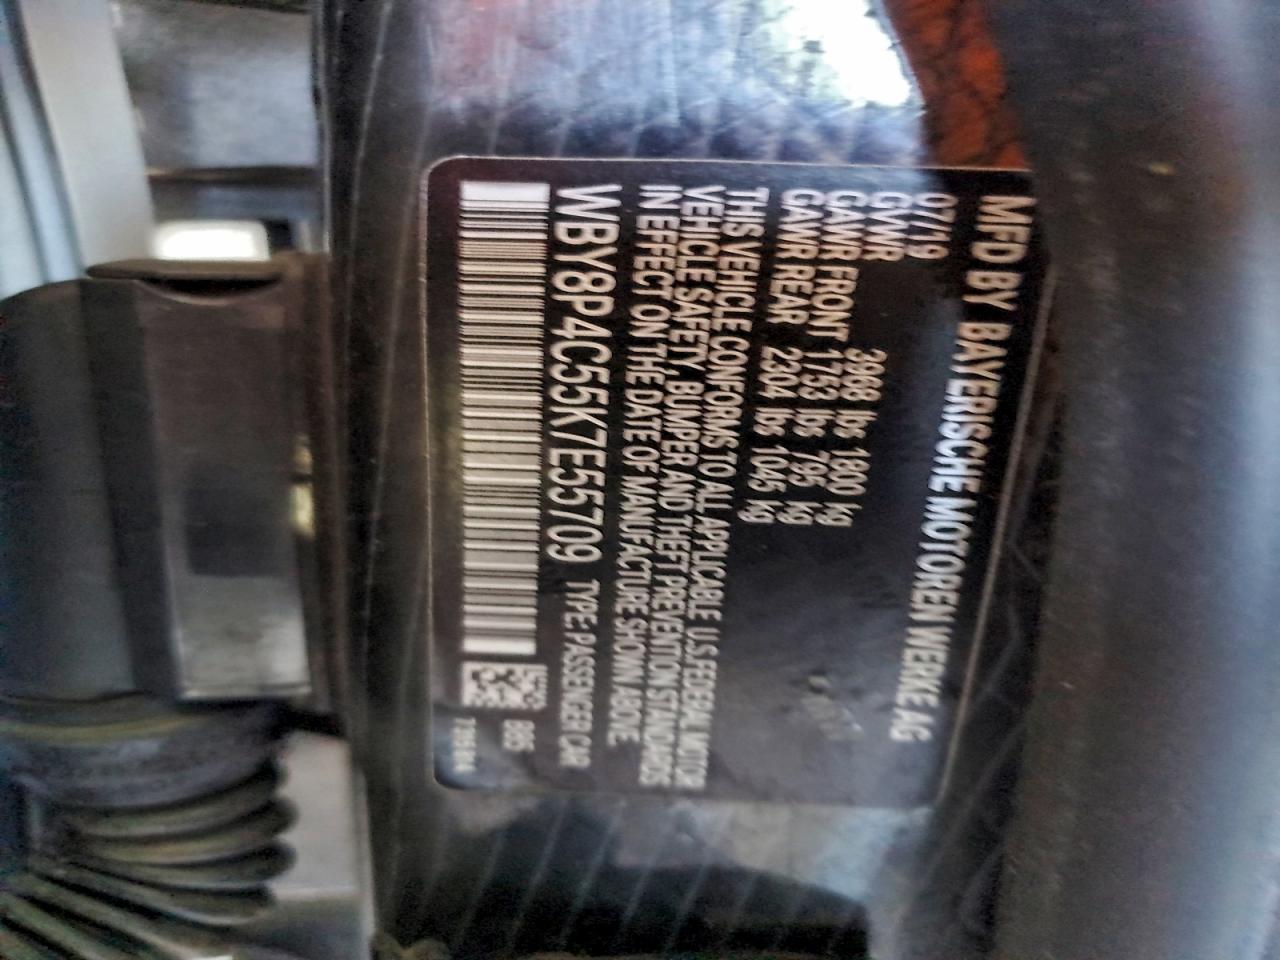 MFD BY BAYERISCHE MOTOREN WERKE AG
07/19
GVWR 3968 lbs 1800 kg
GAWR FRONT 1753 lbs 795 kg
GAWR REAR 2304 lbs 1045 kg
THIS VEHICLE CONFORMS TO ALL APPLICABLE U.S.FEDERAL MOTOR
VEHICLE SAFETY, BUMPER AND THEFT PREVENTION STANDARDS
IN EFFECT ON THE DATE OF MANUFACTURE SHOWN ABOVE
WBY8P4C55K7E55709 TYPE PASSENGER CAR